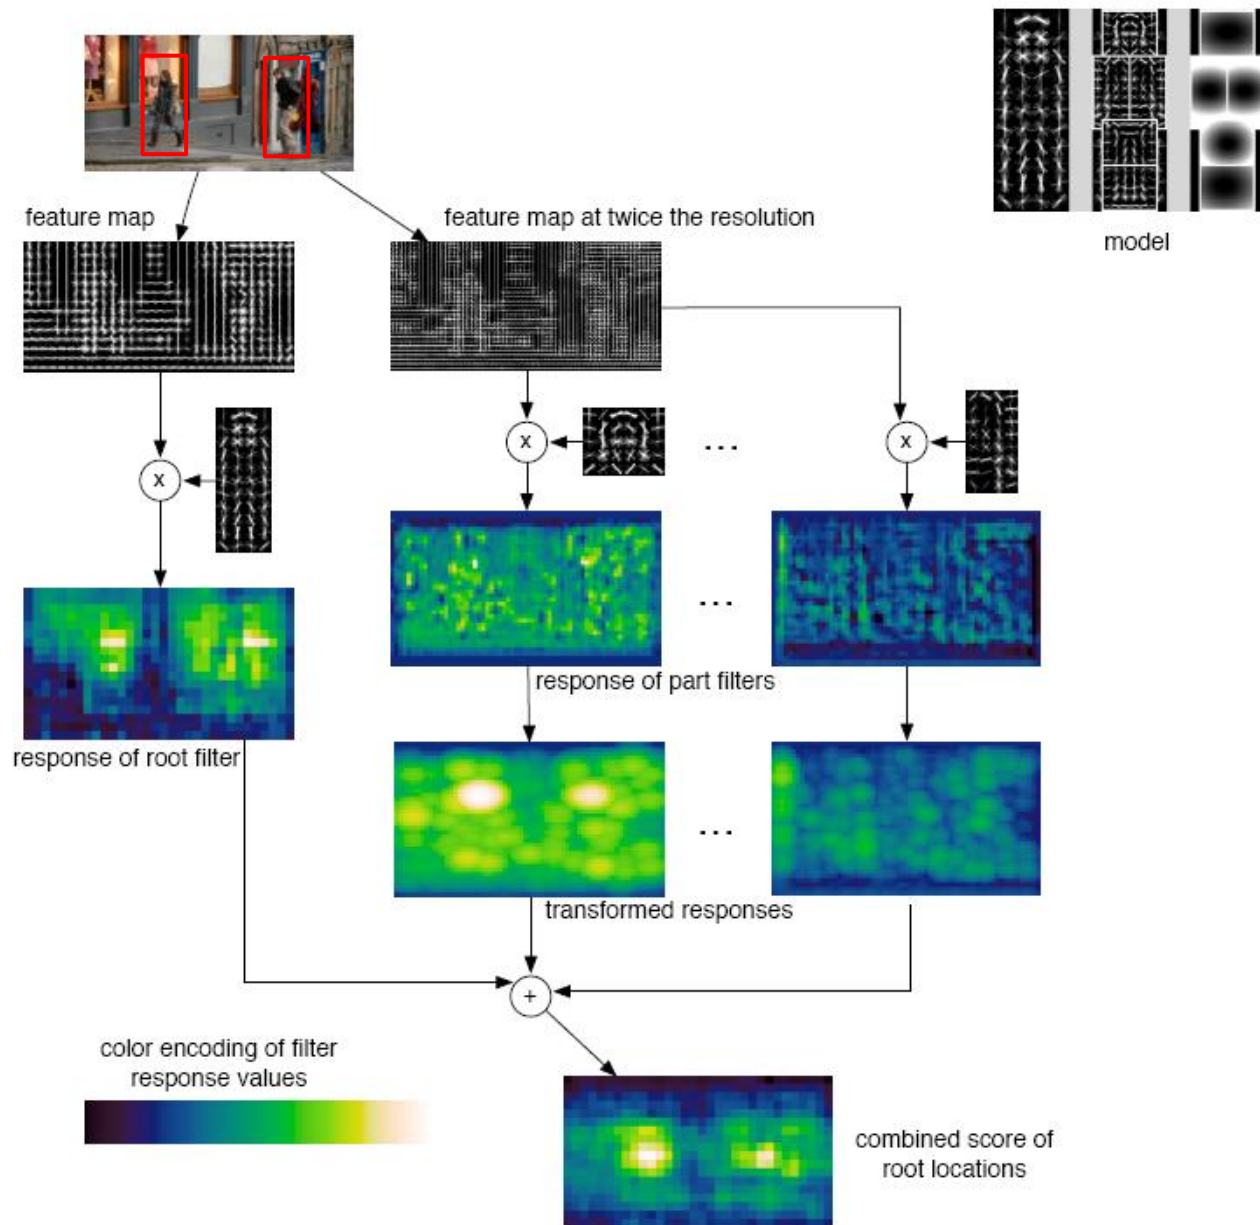 feature map
feature map at twice the resolution
model
x
x
x
...
...
response of part filters
response of root filter
...
transformed responses
+
color encoding of filter
response values
combined score of
root locations